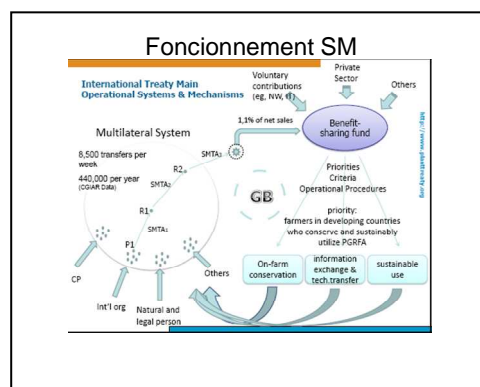 Foncionnement SM
International Treaty Main
Operational Systems & Mechanisms
Voluntary
contributions
(eg, NW, IT)
Private
Sector
Others
1,1% of net sales
Benefit-
sharing fund
http://www.planttreaty.org
Multilateral System
8,500 transfers per
week
440,000 per year
(CGIAR Data)
SMTA3
R2
SMTA2
R1
SMTA1
P1
GB
Priorities
Criteria
Operational Procedures
priority:
farmers in developing countries
who conserve and sustainably
utilize PGRFA
On-farm
conservation
information
exchange &
tech.transfer
sustainable
use
CP
Int'l org
Natural and
legal person
Others